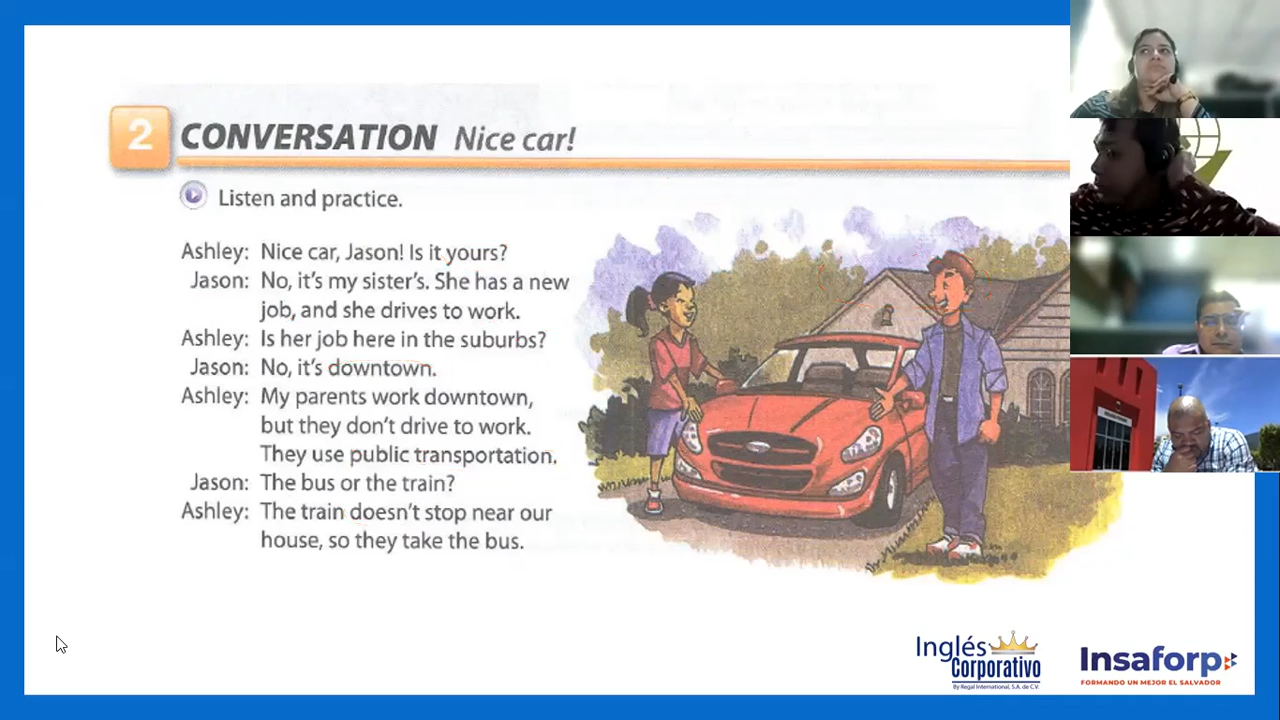 2 CONVERSATION Nice car!
Listen and practice.
Ashley: Nice car, Jason! Is it yours?
Jason: No, it's my sister's. She has a new
job, and she drives to work.
Ashley: Is her job here in the suburbs?
Jason: No, it's downtown.
Ashley: My parents work downtown,
but they don't drive to work.
They use public transportation.
Jason: The bus or the train?
Ashley: The train doesn't stop near our
house, so they take the bus.
Inglés
Corporativo
By Regal International, S.A. de C.V.
Insaforp
FORMANDO UN MEJOR EL SALVADOR